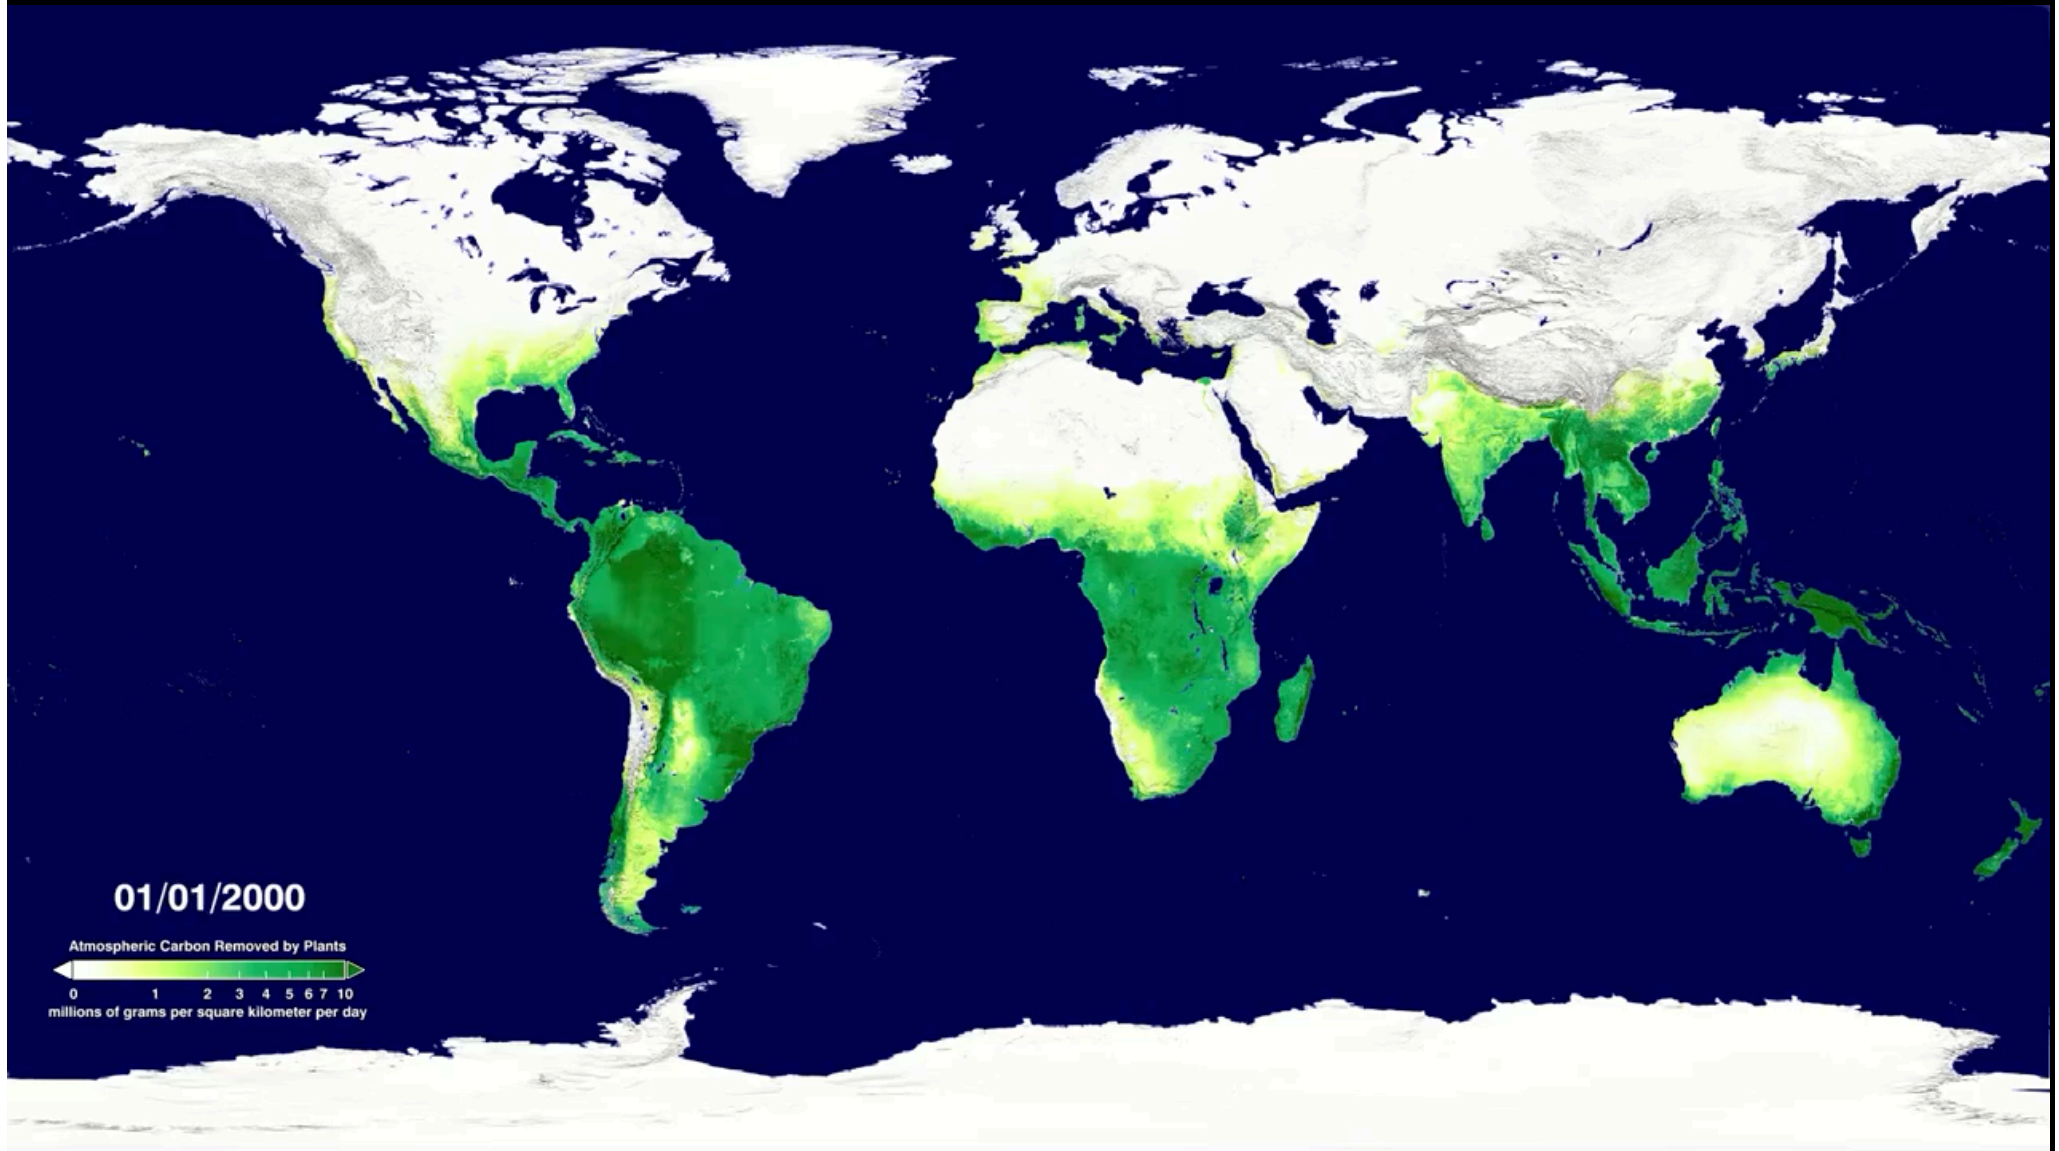 01/01/2000
Atmospheric Carbon Removed by Plants
0 1 2 3 4 5 6 7 10
millions of grams per square kilometer per day